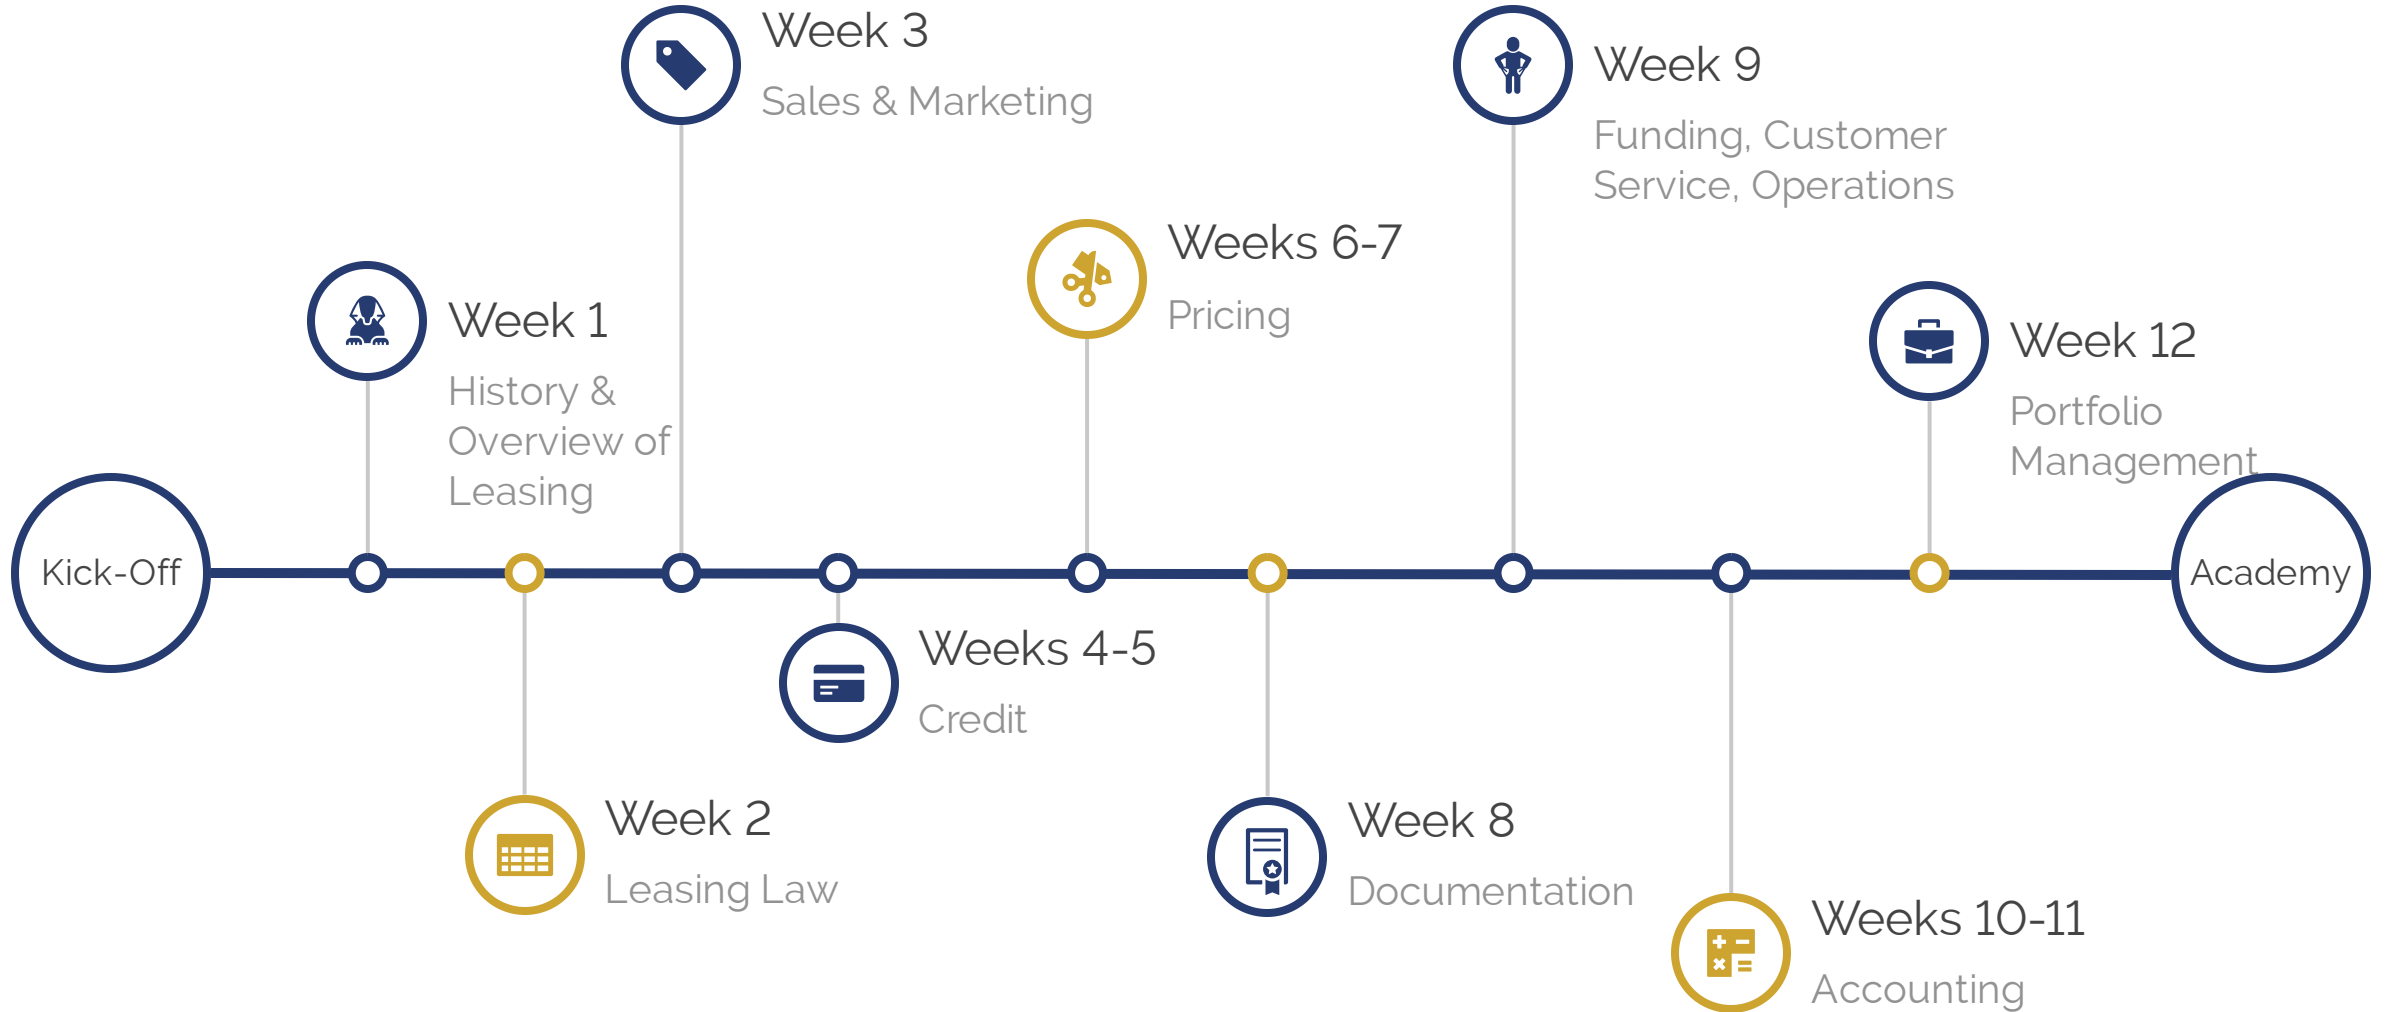 Kick-Off
Week 1
History &
Overview of
Leasing
Week 2
Leasing Law
Week 3
Sales & Marketing
Weeks 4-5
Credit
Weeks 6-7
Pricing
Week 8
Documentation
Week 9
Funding, Customer
Service, Operations
Weeks 10-11
Accounting
Week 12
Portfolio
Management
Academy